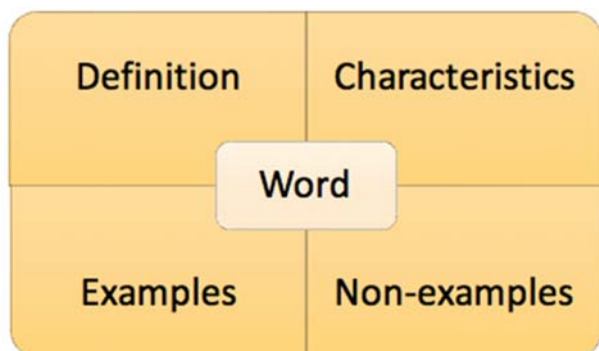 Definition
Characteristics
Word
Examples
Non-examples